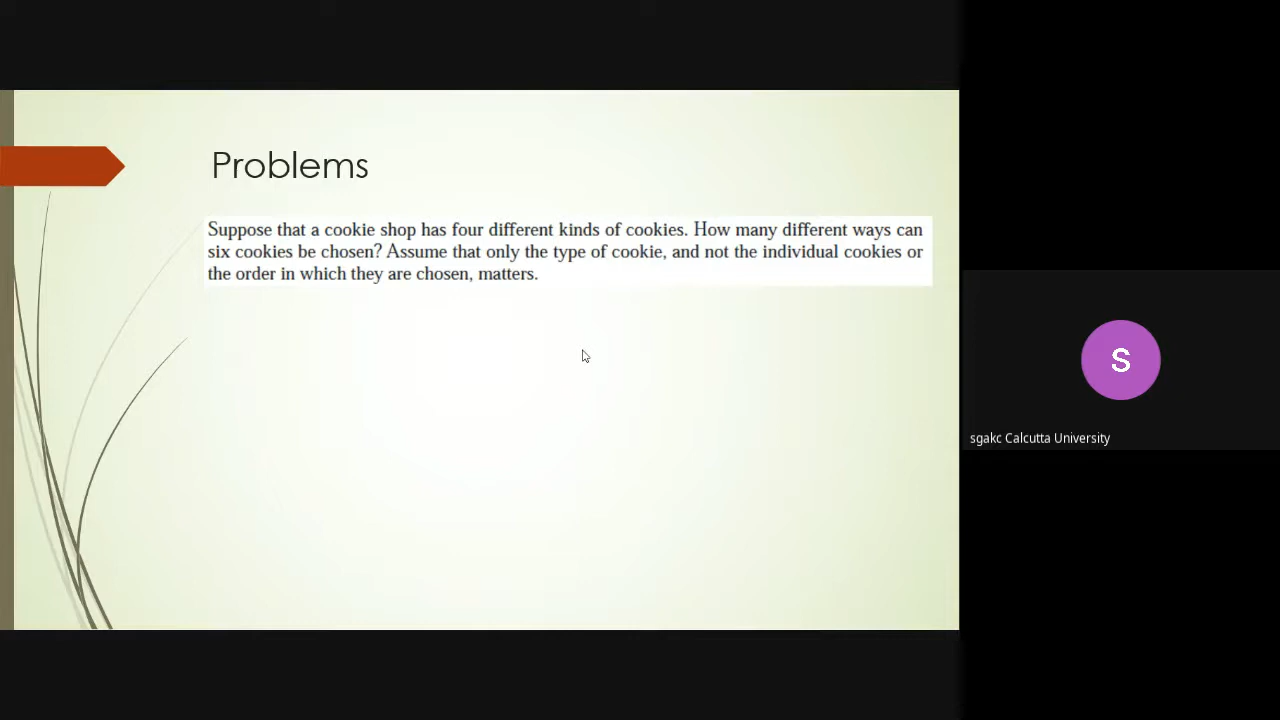 Problems
Suppose that a cookie shop has four different kinds of cookies. How many different ways can
six cookies be chosen? Assume that only the type of cookie, and not the individual cookies or
the order in which they are chosen, matters.
S
sgakc Calcutta University